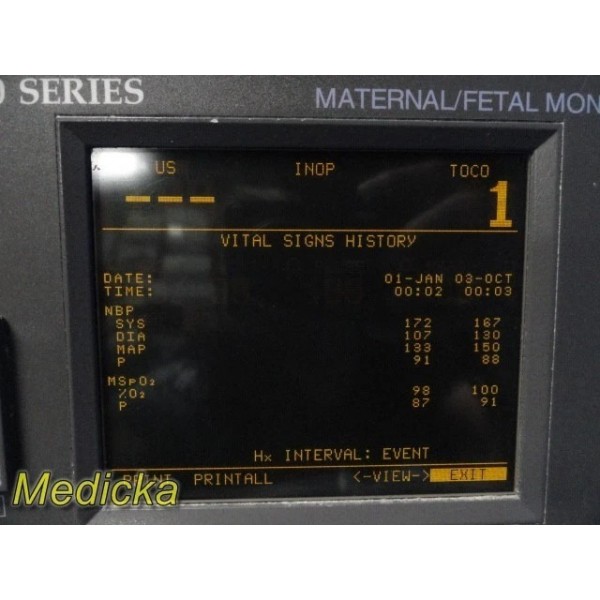 0 SERIES
MATERNAL/FETAL MON
US INOP TOCO
--- 1
VITAL SIGNS HISTORY
DATE: 01-JAN 03-OCT
TIME: 00:02 00:03
NBP
SYS 172 167
DIA 107 130
MAP 133 150
P 91 88
MSpO₂
%O₂ 98 100
P 87 91
Hx INTERVAL: EVENT
PRINT PRINTALL <-VIEW-> EXIT
Medicka